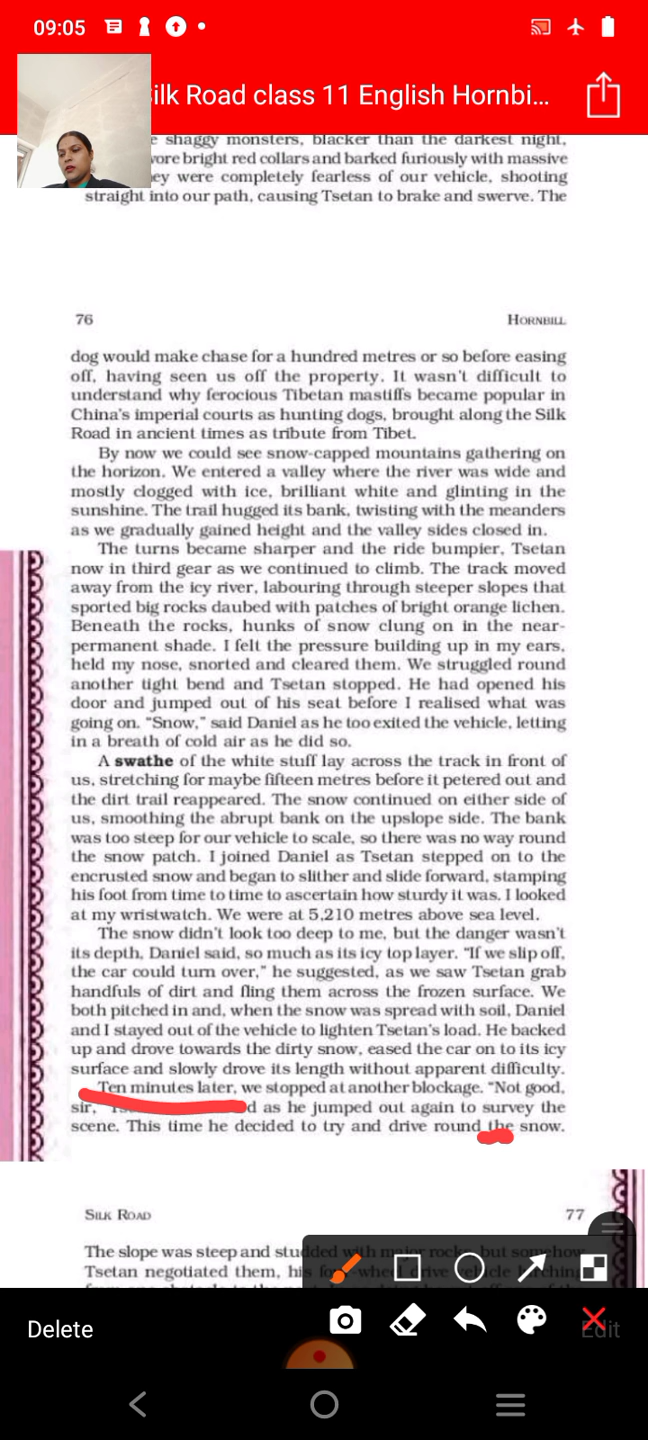 09:05
ilk Road class 11 English Hornbi...
shaggy monsters, blacker than the darkest night,
wore bright red collars and barked furiously with massive
were completely fearless of our vehicle, shooting
straight into our path, causing Tsetan to brake and swerve. The
76 HORNBILL
dog would make chase for a hundred metres or so before easing
off, having seen us off the property. It wasn't difficult to
understand why ferocious Tibetan mastiffs became popular in
China's imperial courts as hunting dogs, brought along the Silk
Road in ancient times as tribute from Tibet.
By now we could see snow-capped mountains gathering on
the horizon. We entered a valley where the river was wide and
mostly clogged with ice, brilliant white and glinting in the
sunshine. The trail hugged its bank, twisting with the meanders
as we gradually gained height and the valley sides closed in.
The turns became sharper and the ride bumpier, Tsetan
now in third gear as we continued to climb. The track moved
away from the icy river, labouring through steeper slopes that
sported big rocks daubed with patches of bright orange lichen.
Beneath the rocks, hunks of snow clung on in the near-
permanent shade. I felt the pressure building up in my ears,
held my nose, snorted and cleared them. We struggled round
another tight bend and Tsetan stopped. He had opened his
door and jumped out of his seat before I realised what was
going on. "Snow," said Daniel as he too exited the vehicle, letting
in a breath of cold air as he did so.
A swathe of the white stuff lay across the track in front of
us, stretching for maybe fifteen metres before it petered out and
the dirt trail reappeared. The snow continued on either side of
us, smoothing the abrupt bank on the upslope side. The bank
was too steep for our vehicle to scale, so there was no way round
the snow patch. I joined Daniel as Tsetan stepped on to the
encrusted snow and began to slither and slide forward, stamping
his foot from time to time to ascertain how sturdy it was. I looked
at my wristwatch. We were at 5,210 metres above sea level.
The snow didn't look too deep to me, but the danger wasn't
its depth, Daniel said, so much as its icy top layer. "If we slip off,
the car could turn over," he suggested, as we saw Tsetan grab
handfuls of dirt and fling them across the frozen surface. We
both pitched in and, when the snow was spread with soil, Daniel
and I stayed out of the vehicle to lighten Tsetan's load. He backed
up and drove towards the dirty snow, eased the car on to its icy
surface and slowly drove its length without apparent difficulty.
Ten minutes later, we stopped at another blockage. "Not good,
sir, as he jumped out again to survey the
scene. This time he decided to try and drive round the snow.
SILK ROAD 77
The slope was steep and studded with major rocks, but somehow
Tsetan negotiated them, his four-wheel drive vehicle lurching
Delete
Edit